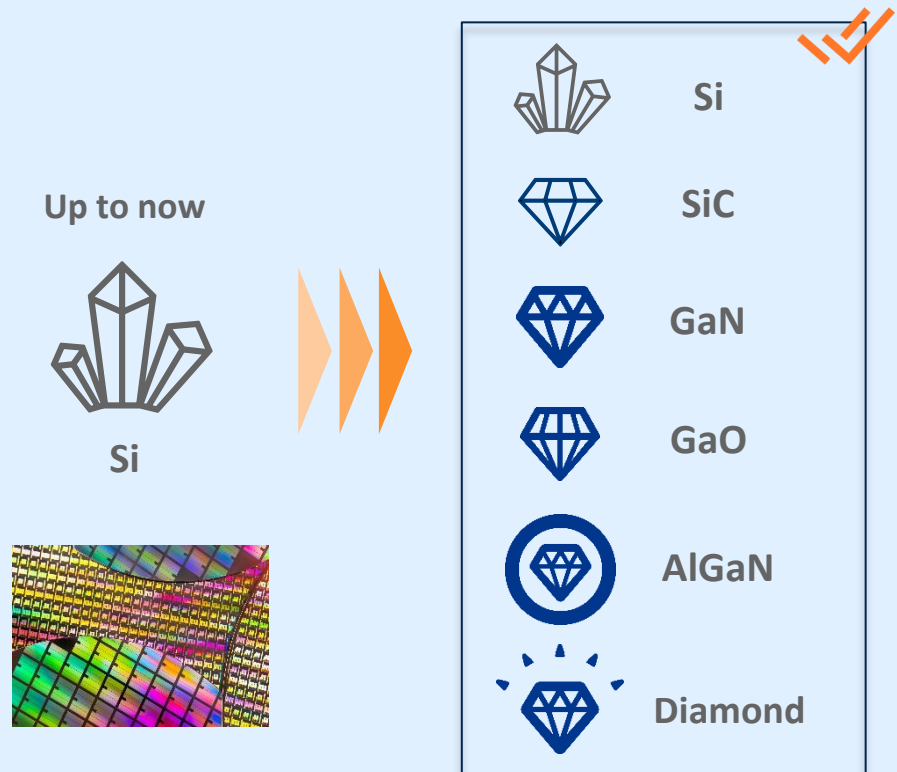 Up to now
Si
Si
SiC
GaN
GaO
AlGaN
Diamond